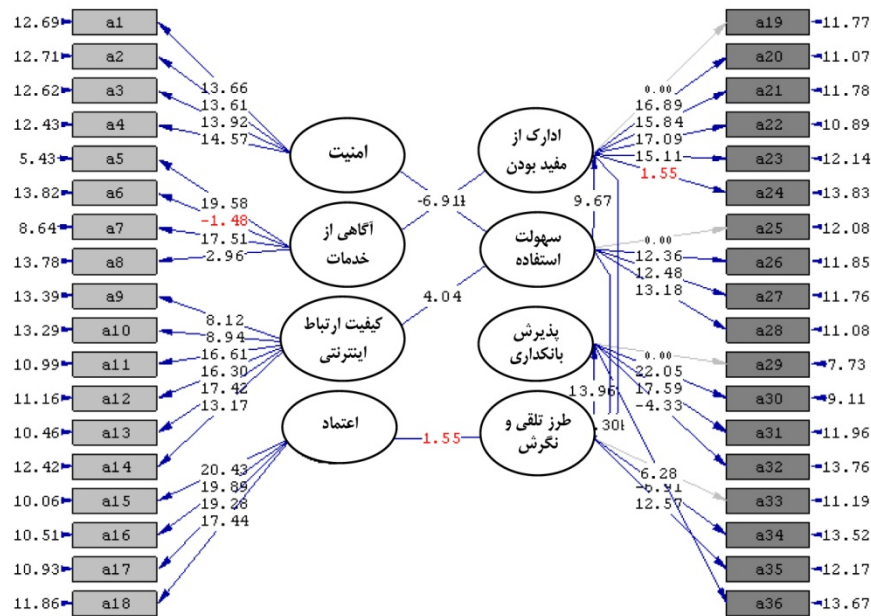 12.69 a1
12.71 a2
12.62 a3
12.43 a4
5.43 a5
13.82 a6
8.64 a7
13.78 a8
13.39 a9
13.29 a10
10.99 a11
11.16 a12
10.46 a13
12.42 a14
10.06 a15
10.51 a16
10.93 a17
11.86 a18
13.66
13.61
13.92
14.57
19.58
-1.48
17.51
-2.96
8.12
8.94
16.61
16.30
17.42
13.17
20.43
19.89
19.28
17.44
امنیت
آگاهی از
خدمات
کیفیت ارتباط
اینترنتی
اعتماد
4.04
1.55
ادارک از
مفید بودن
سهولت
استفاده
پذیرش
بانکداری
طرز تلقی و
نگرش
9.67
13.96
0.00
16.89
15.84
17.09
15.11
1.55
0.00
12.36
12.48
13.18
0.00
22.05
17.59
-4.33
6.28
12.57
a19 11.77
a20 11.07
a21 11.78
a22 10.89
a23 12.14
a24 13.83
a25 12.08
a26 11.85
a27 11.76
a28 11.08
a29 7.73
a30 9.11
a31 11.96
a32 13.76
a33 11.19
a34 13.52
a35 12.17
a36 13.67